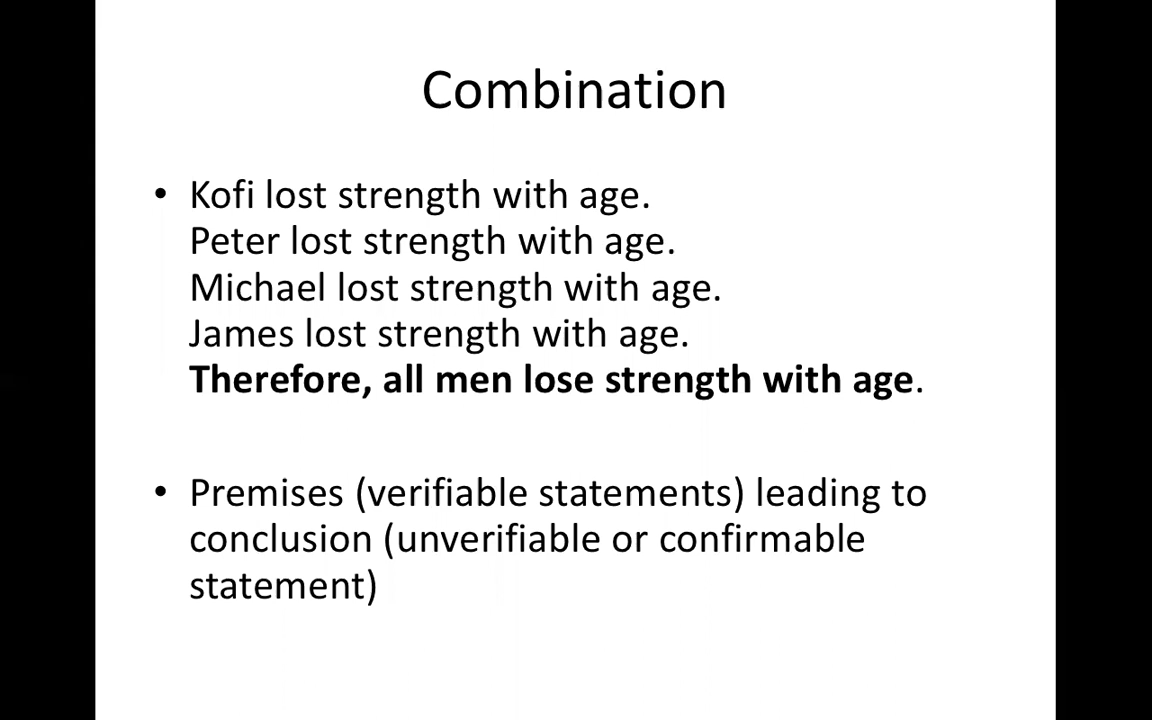 Combination
• Kofi lost strength with age.
Peter lost strength with age.
Michael lost strength with age.
James lost strength with age.
Therefore, all men lose strength with age.
• Premises (verifiable statements) leading to
conclusion (unverifiable or confirmable
statement)